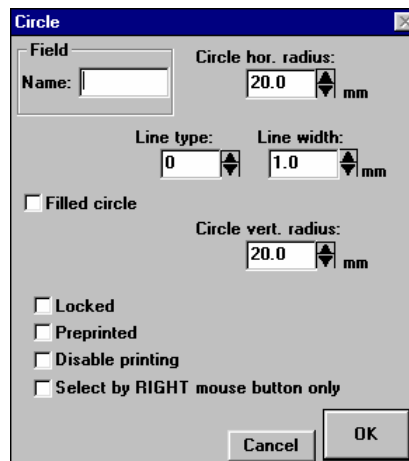 Circle
Field
Name:
Circle hor. radius:
20.0 mm
Line type: Line width:
0 1.0 mm
Filled circle
Circle vert. radius:
20.0 mm
Locked
Preprinted
Disable printing
Select by RIGHT mouse button only
Cancel OK